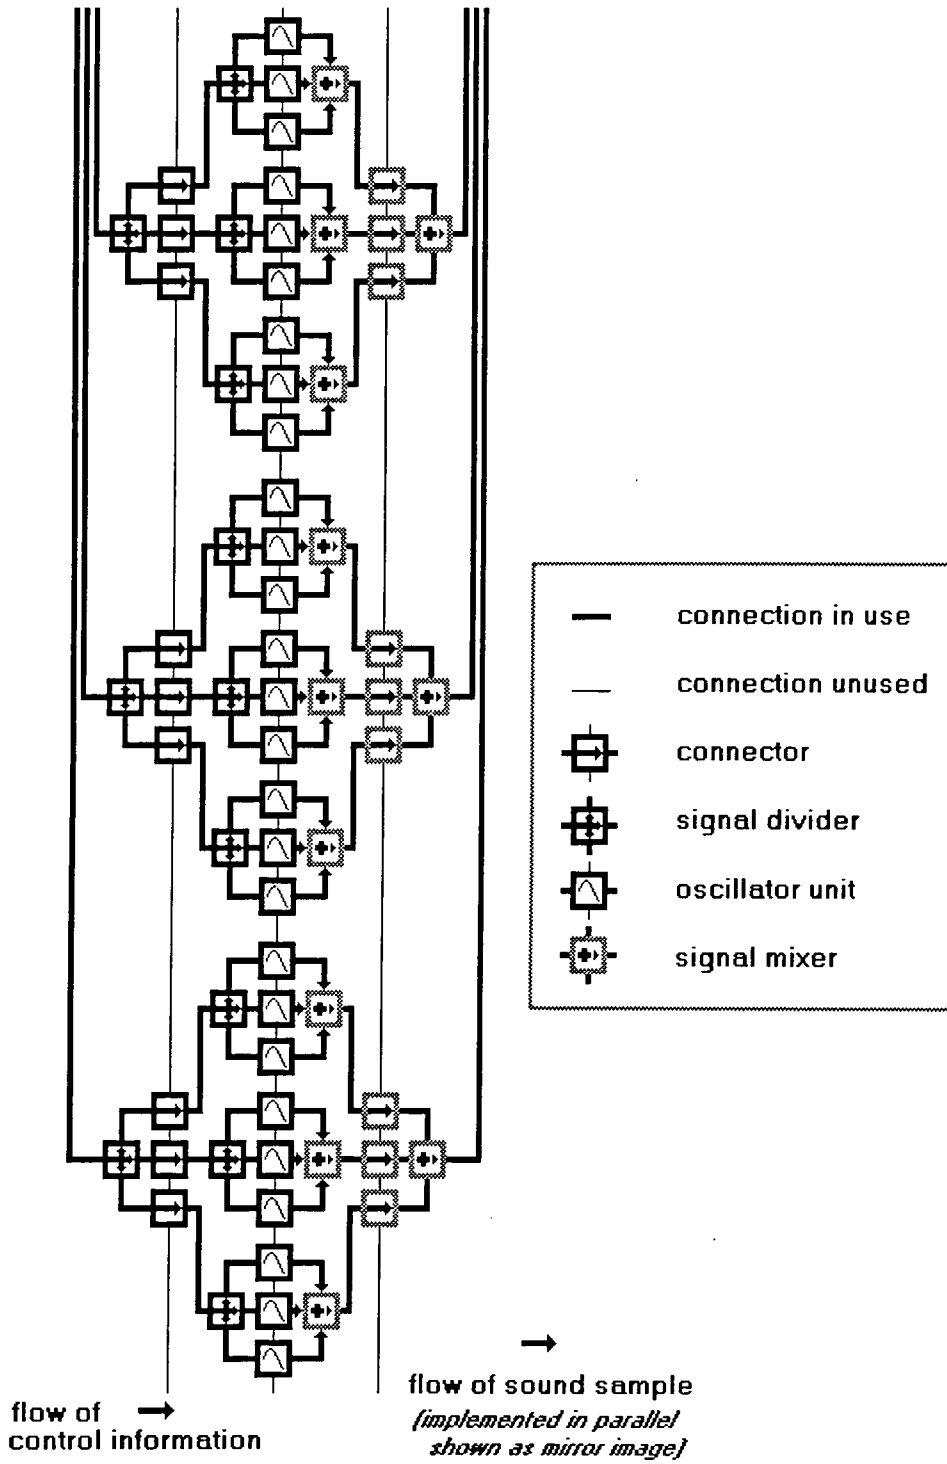 connection in use
connection unused
connector
signal divider
oscillator unit
signal mixer
flow of sound sample
(implemented in parallel
shown as mirror image)
flow of
control information